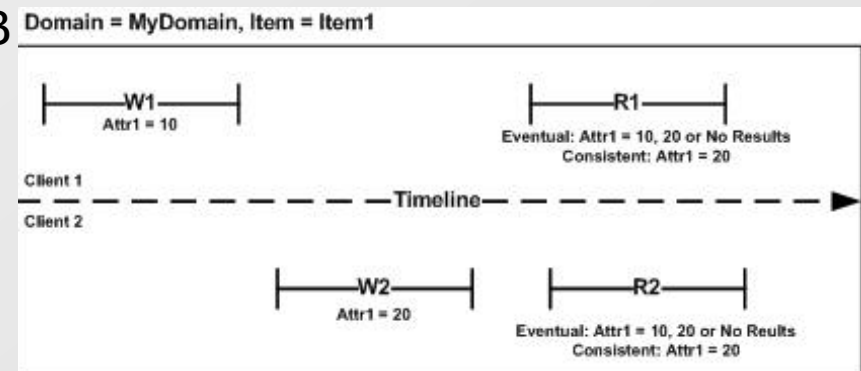 B
Domain = MyDomain, Item = Item1
W1
Attr1 = 10
R1
Eventual: Attr1 = 10, 20 or No Results
Consistent: Attr1 = 20
Client 1
Timeline
Client 2
W2
Attr1 = 20
R2
Eventual: Attr1 = 10, 20 or No Reults
Consistent: Attr1 = 20